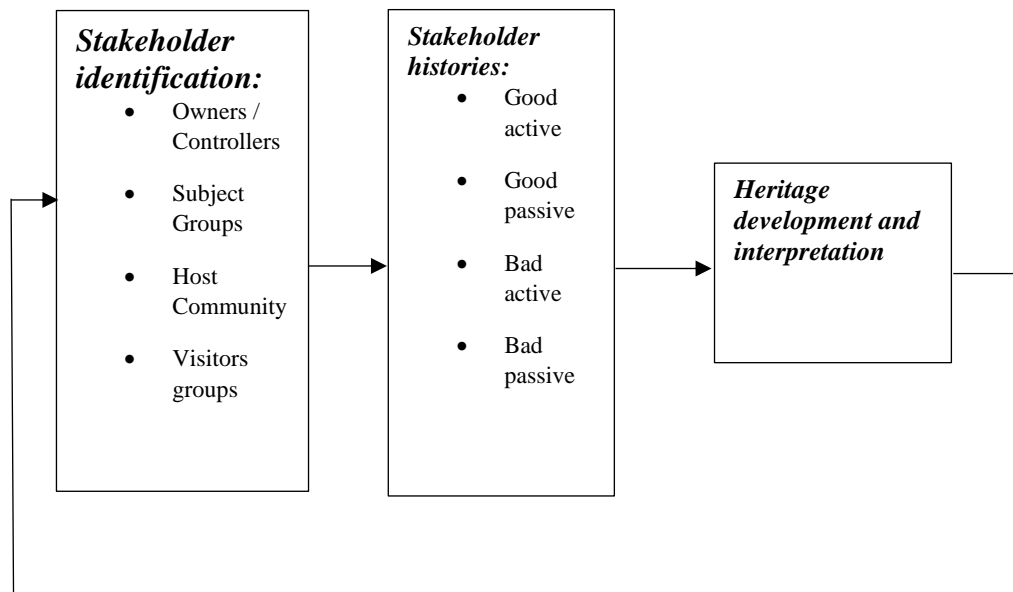 Stakeholder
identification:
• Owners /
Controllers
• Subject
Groups
• Host
Community
• Visitors
groups
Stakeholder
histories:
• Good
active
• Good
passive
• Bad
active
• Bad
passive
Heritage
development and
interpretation